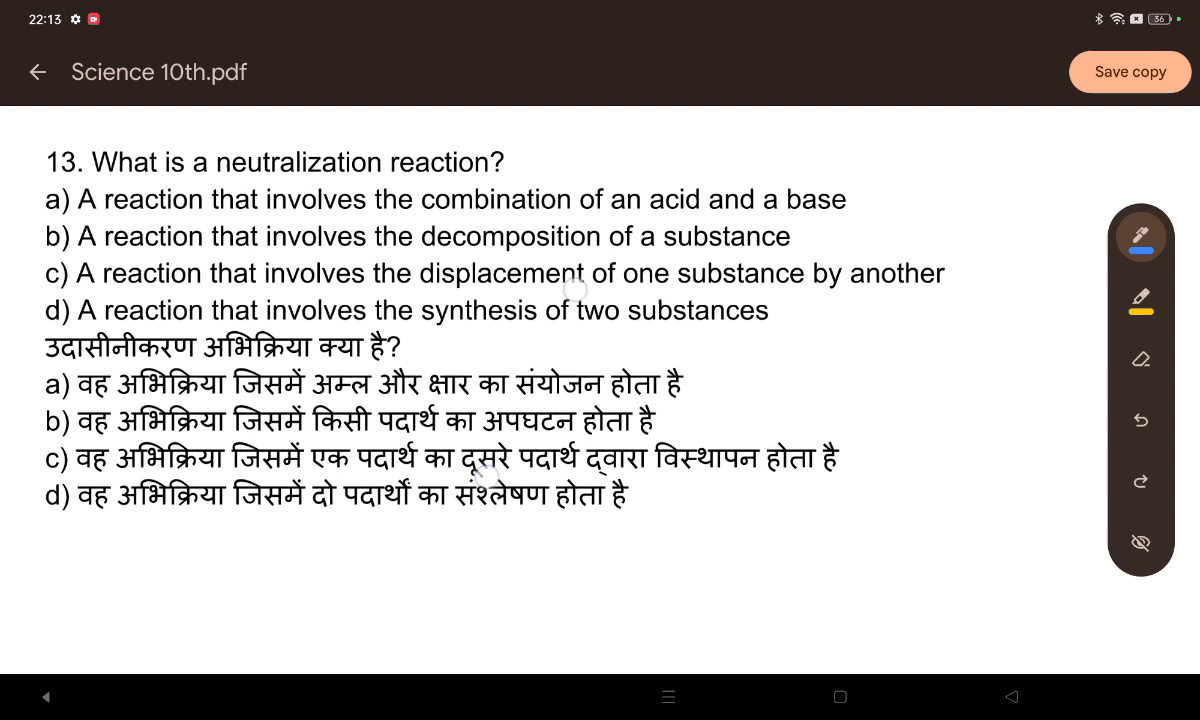 22:13
36
Science 10th.pdf
Save copy
13. What is a neutralization reaction?
a) A reaction that involves the combination of an acid and a base
b) A reaction that involves the decomposition of a substance
c) A reaction that involves the displacement of one substance by another
d) A reaction that involves the synthesis of two substances
उदासीनीकरण अभिक्रिया क्या है?
a) वह अभिक्रिया जिसमें अम्ल और क्षार का संयोजन होता है
b) वह अभिक्रिया जिसमें किसी पदार्थ का अपघटन होता है
c) वह अभिक्रिया जिसमें एक पदार्थ का दूसरे पदार्थ द्वारा विस्थापन होता है
d) वह अभिक्रिया जिसमें दो पदार्थों का संश्लेषण होता है